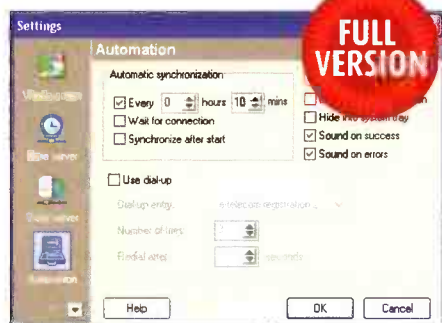 Settings
FULL
VERSION
Automation
Automatic synchronization
Every 0 hours 10 mins
Wait for connection
Synchronize after start
Hide into system tray
Sound on success
Sound on errors
Use dial-up
Dial-up entry:
Number of tries:
Redial after: seconds
Help
OK
Cancel